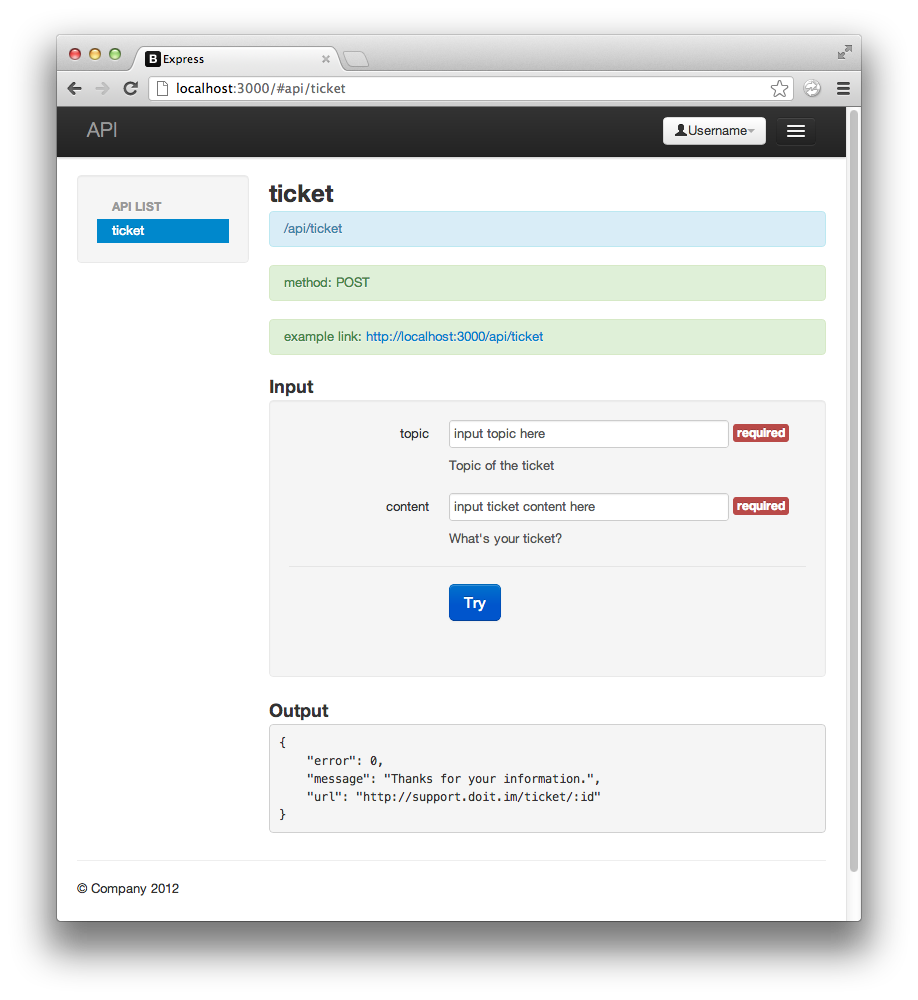 B Express
localhost:3000/#api/ticket
API
Username
API LIST
ticket
ticket
/api/ticket
method: POST
example link: http://localhost:3000/api/ticket
Input
topic input topic here required
Topic of the ticket
content input ticket content here required
What's your ticket?
Try
Output
{
"error": 0,
"message": "Thanks for your information.",
"url": "http://support.doit.im/ticket/:id"
}
© Company 2012